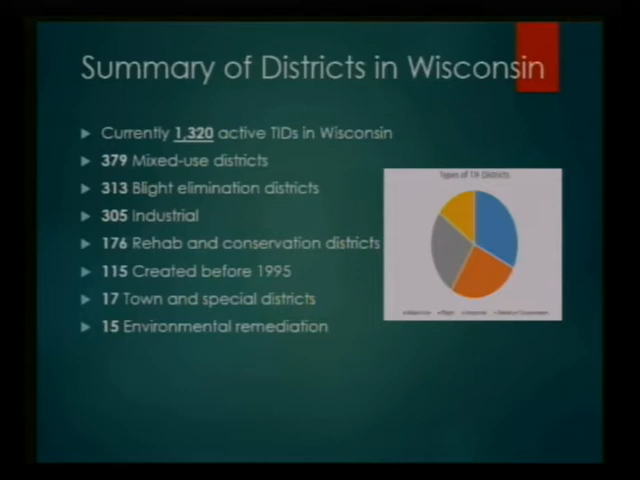 Summary of Districts in Wisconsin
Currently 1,320 active TIDs in Wisconsin
379 Mixed-use districts
313 Blight elimination districts
305 Industrial
176 Rehab and conservation districts
115 Created before 1995
17 Town and special districts
15 Environmental remediation
Types of TIF Districts